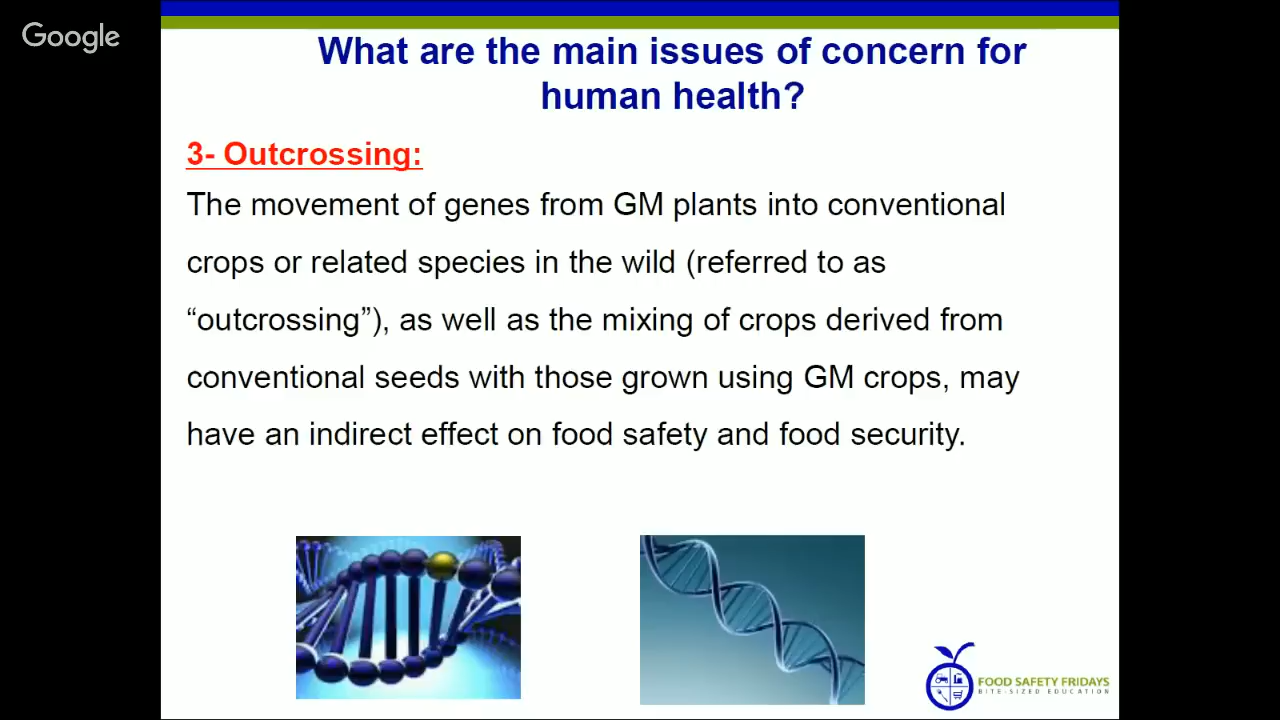 Google
What are the main issues of concern for
human health?
3- Outcrossing:
The movement of genes from GM plants into conventional
crops or related species in the wild (referred to as
“outcrossing”), as well as the mixing of crops derived from
conventional seeds with those grown using GM crops, may
have an indirect effect on food safety and food security.
FOOD SAFETY FRIDAYS
BITE-SIZED EDUCATION